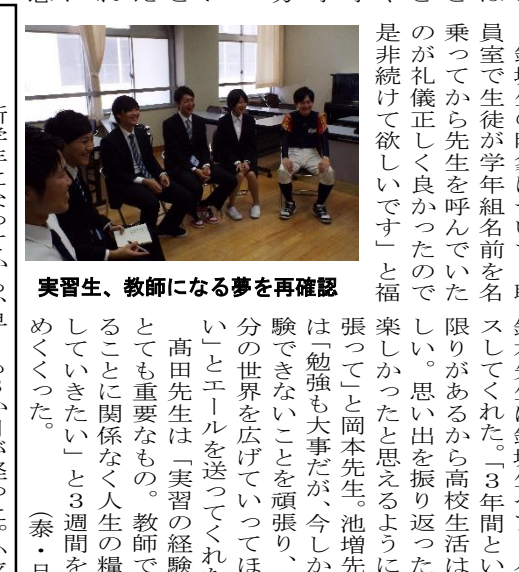 員室で生徒が学年組名前を名
乗ってから先生を呼んでいた
のが礼儀正しく良かったので
是非続けて欲しいです」と福
実習生、教師になる夢を再確認
スしてくれた。「3年間とい
限りがあるから高校生活は
しい。思い出を振り返った
楽しかったと思えるように
張って」と岡本先生。池増先
は「勉強も大事だが、今しか
験できないことを頑張り、
分の世界を広げていってほ
い」とエールを送ってくれた
髙田先生は「実習の経験
とても重要なもの。教師で
ることに関係なく人生の糧
していきたい」と3週間を
めくくった。　（泰・日